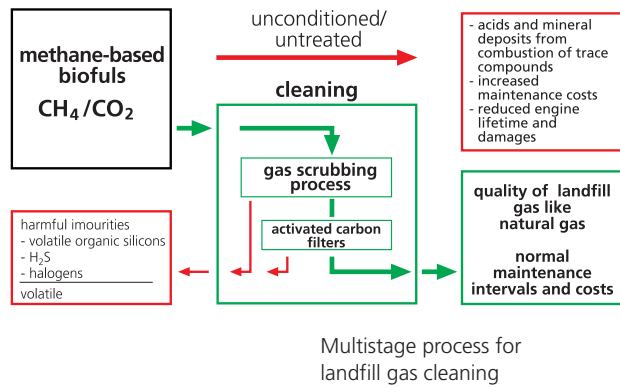 methane-based
biofuls
CH₄/CO₂
unconditioned/
untreated
- acids and mineral
deposits from
combustion of trace
compounds
- increased
maintenance costs
- reduced engine
lifetime and
damages
cleaning
gas scrubbing
process
activated carbon
filters
harmful imourities
- volatile organic silicons
- H₂S
- halogens
volatile
quality of landfill
gas like
natural gas
normal
maintenance
intervals and costs
Multistage process for
landfill gas cleaning